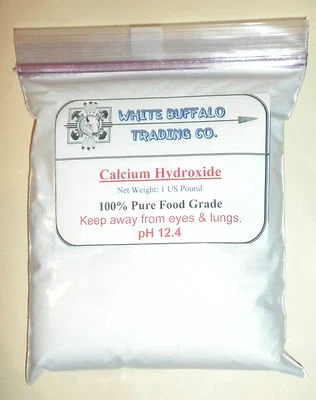 WHITE BUFFALO
TRADING CO.
Calcium Hydroxide
Net Weight: 1 US Pound
100% Pure Food Grade
Keep away from eyes & lungs.
pH 12.4